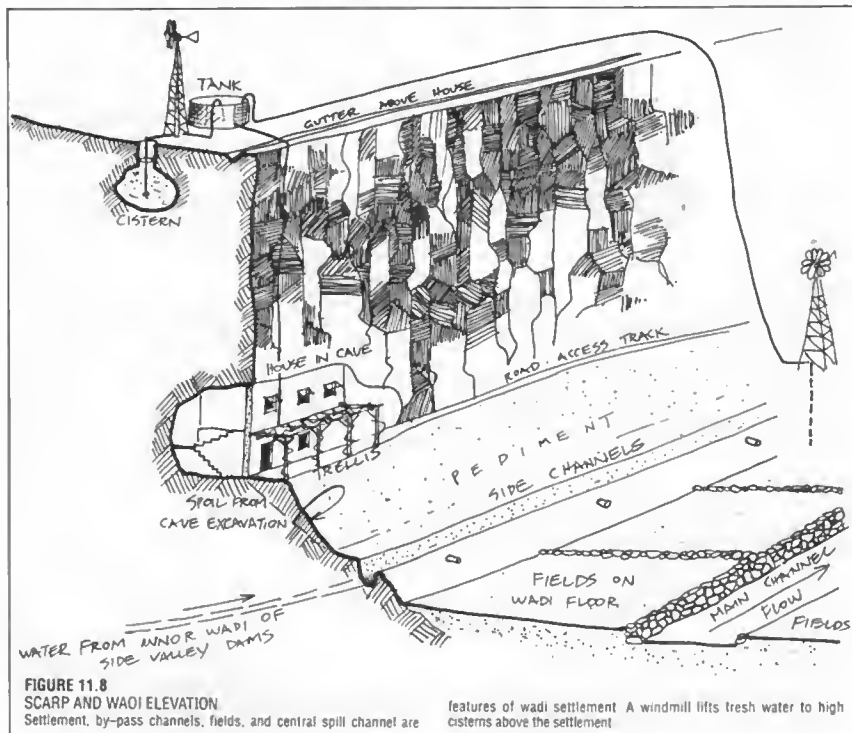 TANK
GUTTER ABOVE HOUSE
CISTERN
HOUSE IN CAVE
ROAD ACCESS TRACK
TRELLIS
PEDIMENT
SIDE CHANNELS
SPOIL FROM
CAVE EXCAVATION
FIELDS ON
WADI FLOOR
MAIN CHANNEL
FLOW
FIELDS
WATER FROM MINOR WADI OF
SIDE VALLEY DAMS
FIGURE 11.8
SCARP AND WAOI ELEVATION
Settlement, by-pass channels, fields, and central spill channel are
features of wadi settlement A windmill lifts tresh water to high
cisterns above the settlement